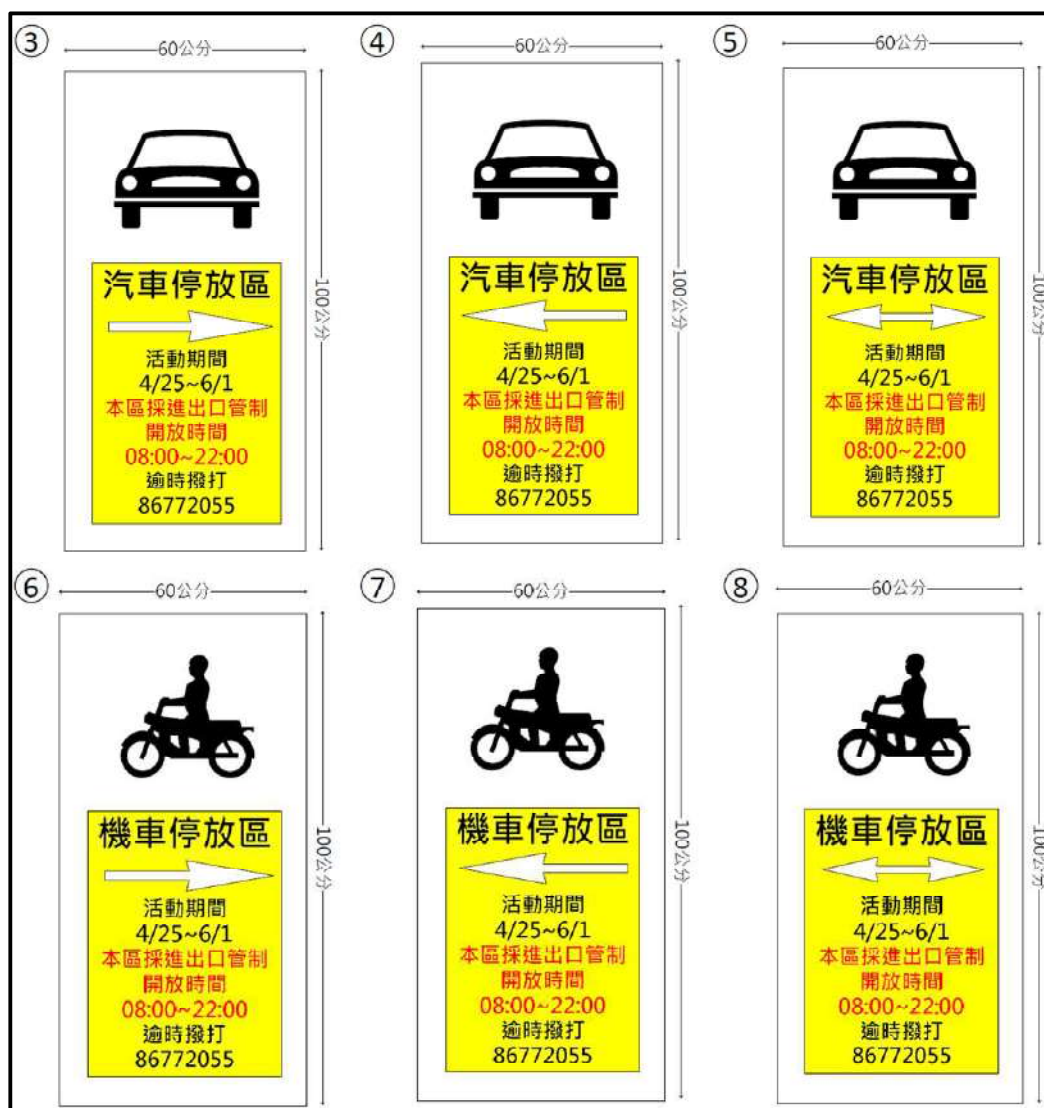 ③
60公分
100公分
汽車停放區
活動期間
4/25~6/1
本區採進出口管制
開放時間
08:00~22:00
逾時撥打
86772055
④
60公分
100公分
汽車停放區
活動期間
4/25~6/1
本區採進出口管制
開放時間
08:00~22:00
逾時撥打
86772055
⑤
60公分
100公分
汽車停放區
活動期間
4/25~6/1
本區採進出口管制
開放時間
08:00~22:00
逾時撥打
86772055
⑥
60公分
100公分
機車停放區
活動期間
4/25~6/1
本區採進出口管制
開放時間
08:00~22:00
逾時撥打
86772055
⑦
60公分
100公分
機車停放區
活動期間
4/25~6/1
本區採進出口管制
開放時間
08:00~22:00
逾時撥打
86772055
⑧
60公分
100公分
機車停放區
活動期間
4/25~6/1
本區採進出口管制
開放時間
08:00~22:00
逾時撥打
86772055